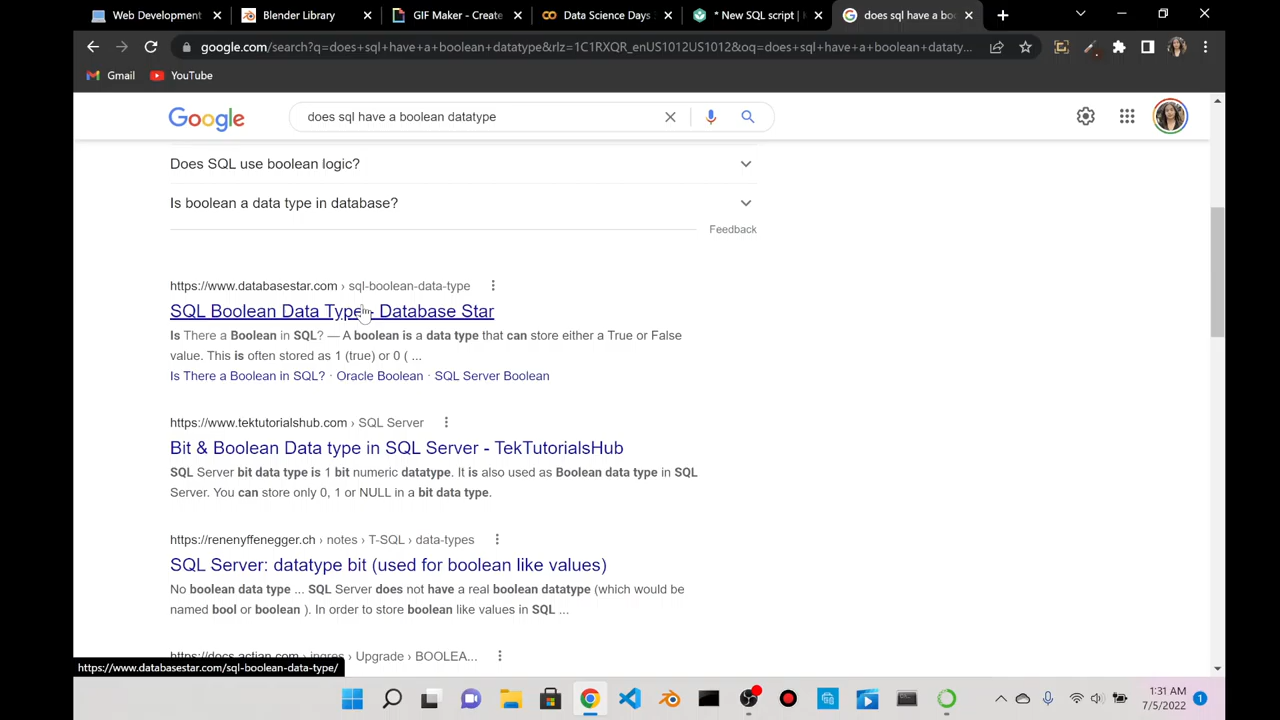 Web Development
Blender Library
GIF Maker - Create
Data Science Days
* New SQL script |
does sql have a boo
google.com/search?q=does+sql+have+a+boolean+datatype&rlz=1C1RXQR_enUS1012US1012&oq=does+sql+have+a+boolean+dataty...
Gmail
YouTube
Google
does sql have a boolean datatype
Does SQL use boolean logic?
Is boolean a data type in database?
Feedback
https://www.databasestar.com › sql-boolean-data-type
SQL Boolean Data Type - Database Star
Is There a Boolean in SQL? — A boolean is a data type that can store either a True or False
value. This is often stored as 1 (true) or 0 ( ...
Is There a Boolean in SQL? · Oracle Boolean · SQL Server Boolean
https://www.tektutorialshub.com › SQL Server
Bit & Boolean Data type in SQL Server - TekTutorialsHub
SQL Server bit data type is 1 bit numeric datatype. It is also used as Boolean data type in SQL
Server. You can store only 0, 1 or NULL in a bit data type.
https://renenyffenegger.ch › notes › T-SQL › data-types
SQL Server: datatype bit (used for boolean like values)
No boolean data type ... SQL Server does not have a real boolean datatype (which would be
named bool or boolean ). In order to store boolean like values in SQL ...
https://docs.actian.com › ingres › Upgrade › BOOLEA...
https://www.databasestar.com/sql-boolean-data-type/
1:31 AM
7/5/2022
1